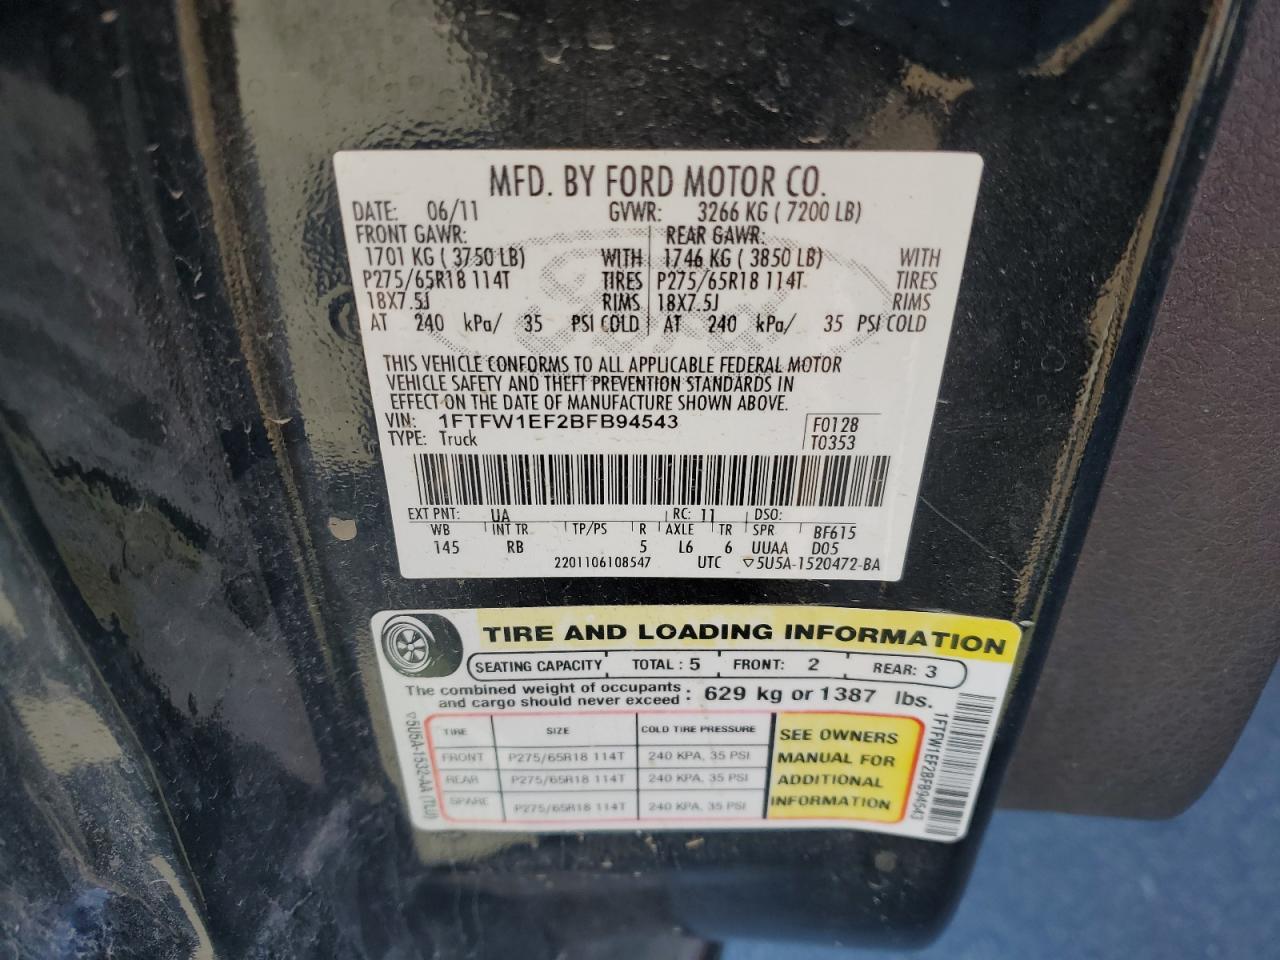 MFD. BY FORD MOTOR CO.
DATE: 06/11 GVWR: 3266 KG ( 7200 LB)
FRONT GAWR: REAR GAWR:
1701 KG ( 3750 LB) WITH 1746 KG ( 3850 LB) WITH
P275/65R18 114T TIRES P275/65R18 114T TIRES
18X7.5J RIMS 18X7.5J RIMS
AT 240 kPa/ 35 PSI COLD AT 240 kPa/ 35 PSI COLD
THIS VEHICLE CONFORMS TO ALL APPLICABLE FEDERAL MOTOR
VEHICLE SAFETY AND THEFT PREVENTION STANDARDS IN
EFFECT ON THE DATE OF MANUFACTURE SHOWN ABOVE.
VIN: 1FTFW1EF2BFB94543 F0128
TYPE: Truck T0353
EXT PNT: UA RC: 11 DSO:
WB INT TR TP/PS R AXLE TR SPR BF615
145 RB 5 L6 6 UUAA D05
2201106108547 UTC ▽5U5A-1520472-BA
TIRE AND LOADING INFORMATION
SEATING CAPACITY TOTAL : 5 FRONT: 2 REAR: 3
The combined weight of occupants
and cargo should never exceed : 629 kg or 1387 lbs.
TIRE SIZE COLD TIRE PRESSURE
FRONT P275/65R18 114T 240 KPA, 35 PSI
REAR P275/65R18 114T 240 KPA, 35 PSI
SPARE P275/65R18 114T 240 KPA, 35 PSI
SEE OWNERS
MANUAL FOR
ADDITIONAL
INFORMATION
▽5U5A-1532-AA (TLU)
1FTFW1EF2BFB94543
Ford